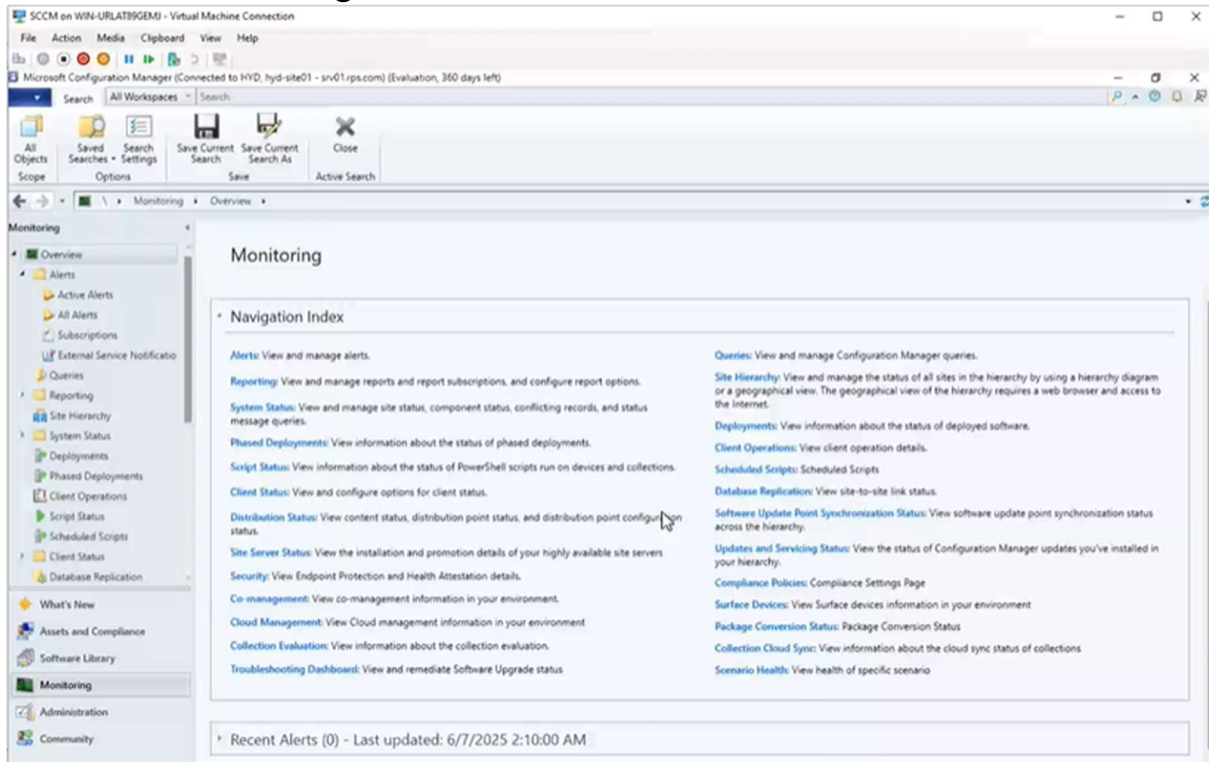 SCCM on WIN-URLAT89GEMJ - Virtual Machine Connection
File Action Media Clipboard View Help
Microsoft Configuration Manager (Connected to HYD, hyd-site01 - srv01.rps.com) (Evaluation, 360 days left)
Search All Workspaces Search
All Objects
Saved Searches
Search Settings
Save Current Search
Save Current Search As
Close
Scope Options Save Active Search
\ Monitoring Overview
Monitoring
Overview
Alerts
Active Alerts
All Alerts
Subscriptions
External Service Notificatio
Queries
Reporting
Site Hierarchy
System Status
Deployments
Phased Deployments
Client Operations
Script Status
Scheduled Scripts
Client Status
Database Replication
What's New
Assets and Compliance
Software Library
Monitoring
Administration
Community
Monitoring
Navigation Index
Alerts: View and manage alerts.
Reporting: View and manage reports and report subscriptions, and configure report options.
System Status: View and manage site status, component status, conflicting records, and status
message queries.
Phased Deployments: View information about the status of phased deployments.
Script Status: View information about the status of PowerShell scripts run on devices and collections.
Client Status: View and configure options for client status.
Distribution Status: View content status, distribution point status, and distribution point configuration
status.
Site Server Status: View the installation and promotion details of your highly available site servers
Security: View Endpoint Protection and Health Attestation details.
Co-management: View co-management information in your environment.
Cloud Management: View Cloud management information in your environment
Collection Evaluation: View information about the collection evaluation.
Troubleshooting Dashboard: View and remediate Software Upgrade status
Queries: View and manage Configuration Manager queries.
Site Hierarchy: View and manage the status of all sites in the hierarchy by using a hierarchy diagram
or a geographical view. The geographical view of the hierarchy requires a web browser and access to
the Internet.
Deployments: View information about the status of deployed software.
Client Operations: View client operation details.
Scheduled Scripts: Scheduled Scripts
Database Replication: View site-to-site link status.
Software Update Point Synchronization Status: View software update point synchronization status
across the hierarchy.
Updates and Servicing Status: View the status of Configuration Manager updates you've installed in
your hierarchy.
Compliance Policies: Compliance Settings Page
Surface Devices: View Surface devices information in your environment
Package Conversion Status: Package Conversion Status
Collection Cloud Sync: View information about the cloud sync status of collections
Scenario Health: View health of specific scenario
Recent Alerts (0) - Last updated: 6/7/2025 2:10:00 AM